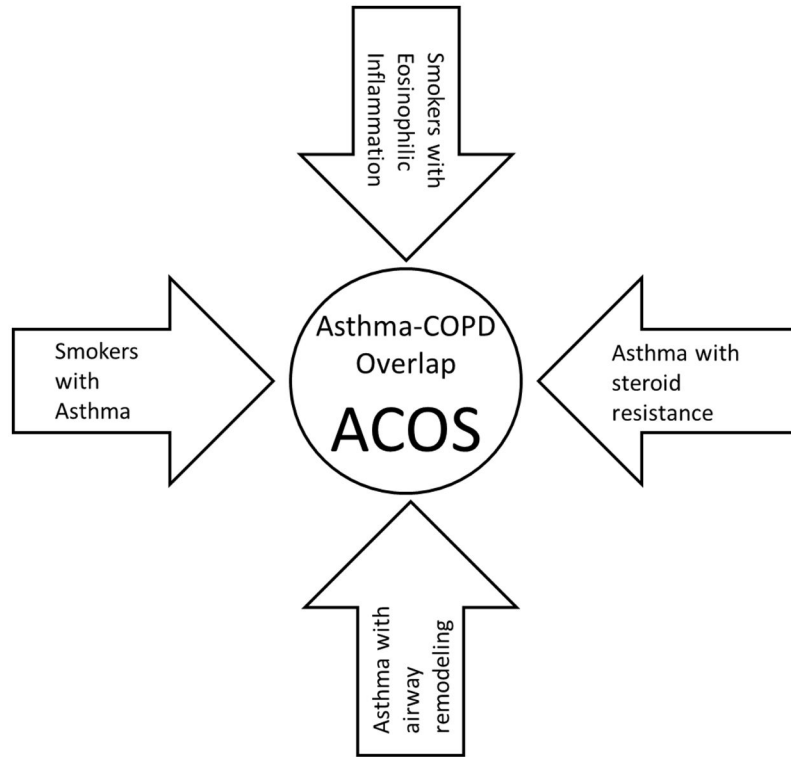 Smokers with
Eosinophilic
Inflammation
Smokers
with
Asthma
Asthma-COPD
Overlap
ACOS
Asthma with
steroid
resistance
Asthma with
airway
remodeling